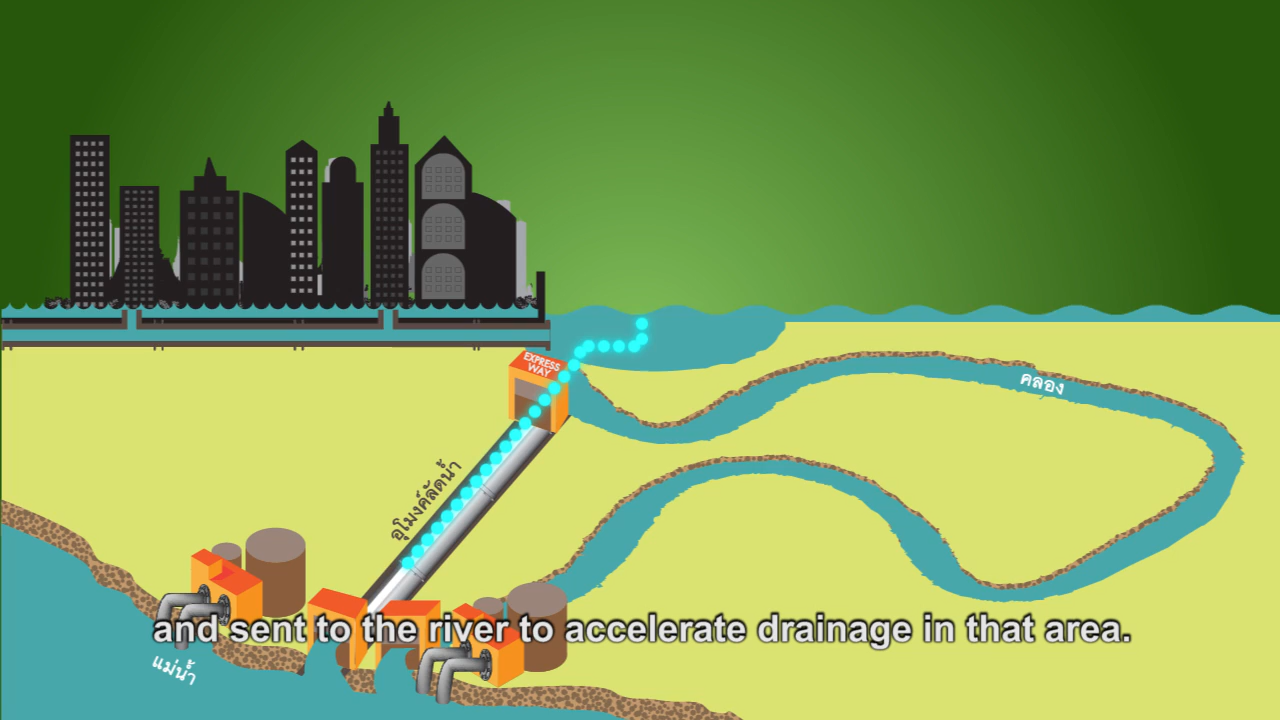 EXPRESS
WAY
คลอง
อุโมงค์ลัดน้ำ
and sent to the river to accelerate drainage in that area.
แม่น้ำ